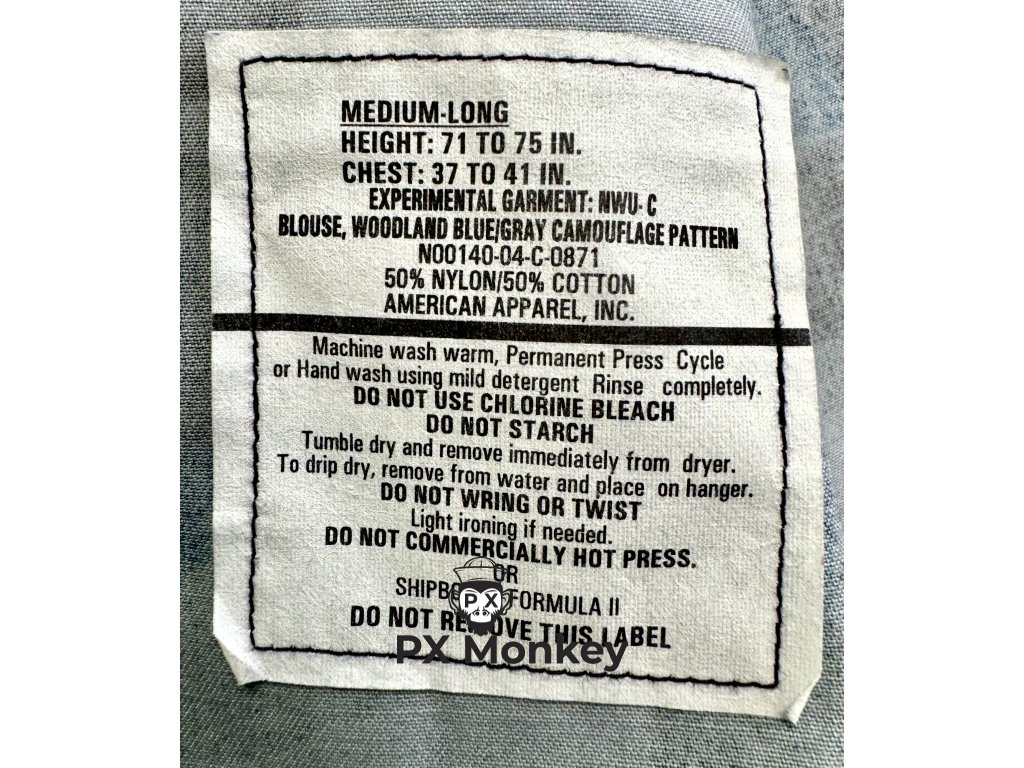 MEDIUM-LONG
HEIGHT: 71 TO 75 IN.
CHEST: 37 TO 41 IN.
EXPERIMENTAL GARMENT: NWU-C
BLOUSE, WOODLAND BLUE/GRAY CAMOUFLAGE PATTERN
N00140-04-C-0871
50% NYLON/50% COTTON
AMERICAN APPAREL, INC.
Machine wash warm, Permanent Press Cycle
or Hand wash using mild detergent Rinse completely.
DO NOT USE CHLORINE BLEACH
DO NOT STARCH
Tumble dry and remove immediately from dryer.
To drip dry, remove from water and place on hanger.
DO NOT WRING OR TWIST
Light ironing if needed.
DO NOT COMMERCIALLY HOT PRESS.
OR
FORMULA II
PX
DO NOT REMOVE THIS LABEL
PX Monkey